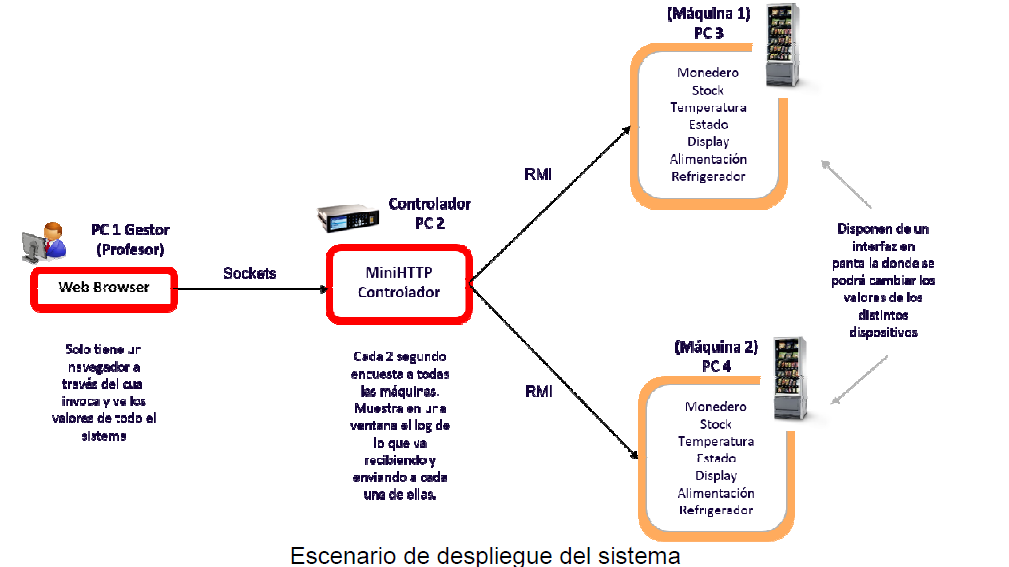 (Máquina 1)
PC 3
Monedero
Stock
Temperatura
Estado
Display
Alimentación
Refrigerador
RMI
Controlador
PC 2
MiniHTTP
Controlador
PC 1 Gestor
(Profesor)
Web Browser
Sockets
Solo tiene un
navegador a
través del cua
invoca y ve los
valores de todo el
sistema
Cada 2 segundo
encuesta a todas
las máquinas.
Muestra en una
ventana el log de
lo que va
recibiendo y
enviando a cada
una de ellas.
Disponen de un
interfaz en
panta la donde se
podrá cambiar los
valores de los
distintos
dispositivos
RMI
(Máquina 2)
PC 4
Monedero
Stock
Temperatura
Estado
Display
Alimentación
Refrigerador
Escenario de despliegue del sistema